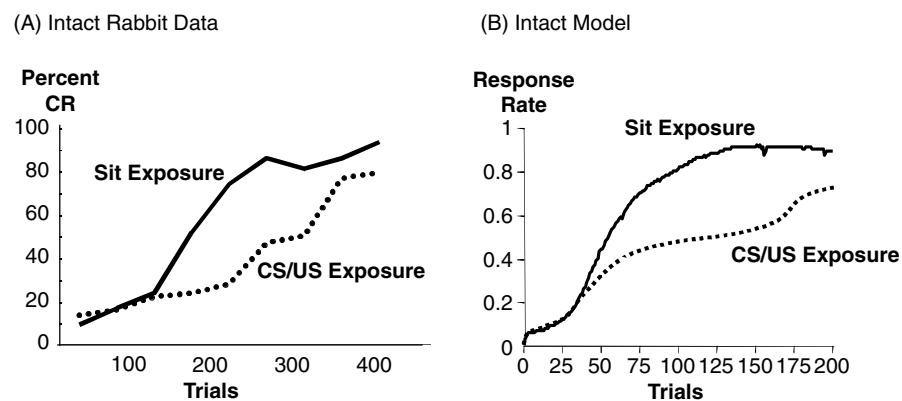 (A) Intact Rabbit Data
Percent
CR
100
80
60
40
20
0
Sit Exposure
CS/US Exposure
100 200 300 400
Trials
(B) Intact Model
Response
Rate
1
0.8
0.6
0.4
0.2
0
Sit Exposure
CS/US Exposure
0 25 50 75 100 125 150 175 200
Trials